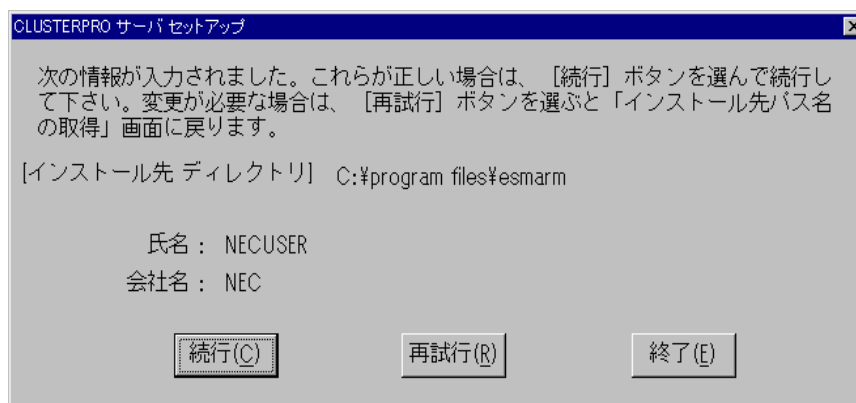 CLUSTERPRO サーバ セットアップ
次の情報が入力されました。これらが正しい場合は、［続行］ボタンを選んで続行し
て下さい。変更が必要な場合は、［再試行］ボタンを選ぶと「インストール先パス名
の取得」画面に戻ります。
[インストール先 ディレクトリ] C:¥program files¥esmarm
氏名： NECUSER
会社名： NEC
続行(C) 再試行(R) 終了(E)